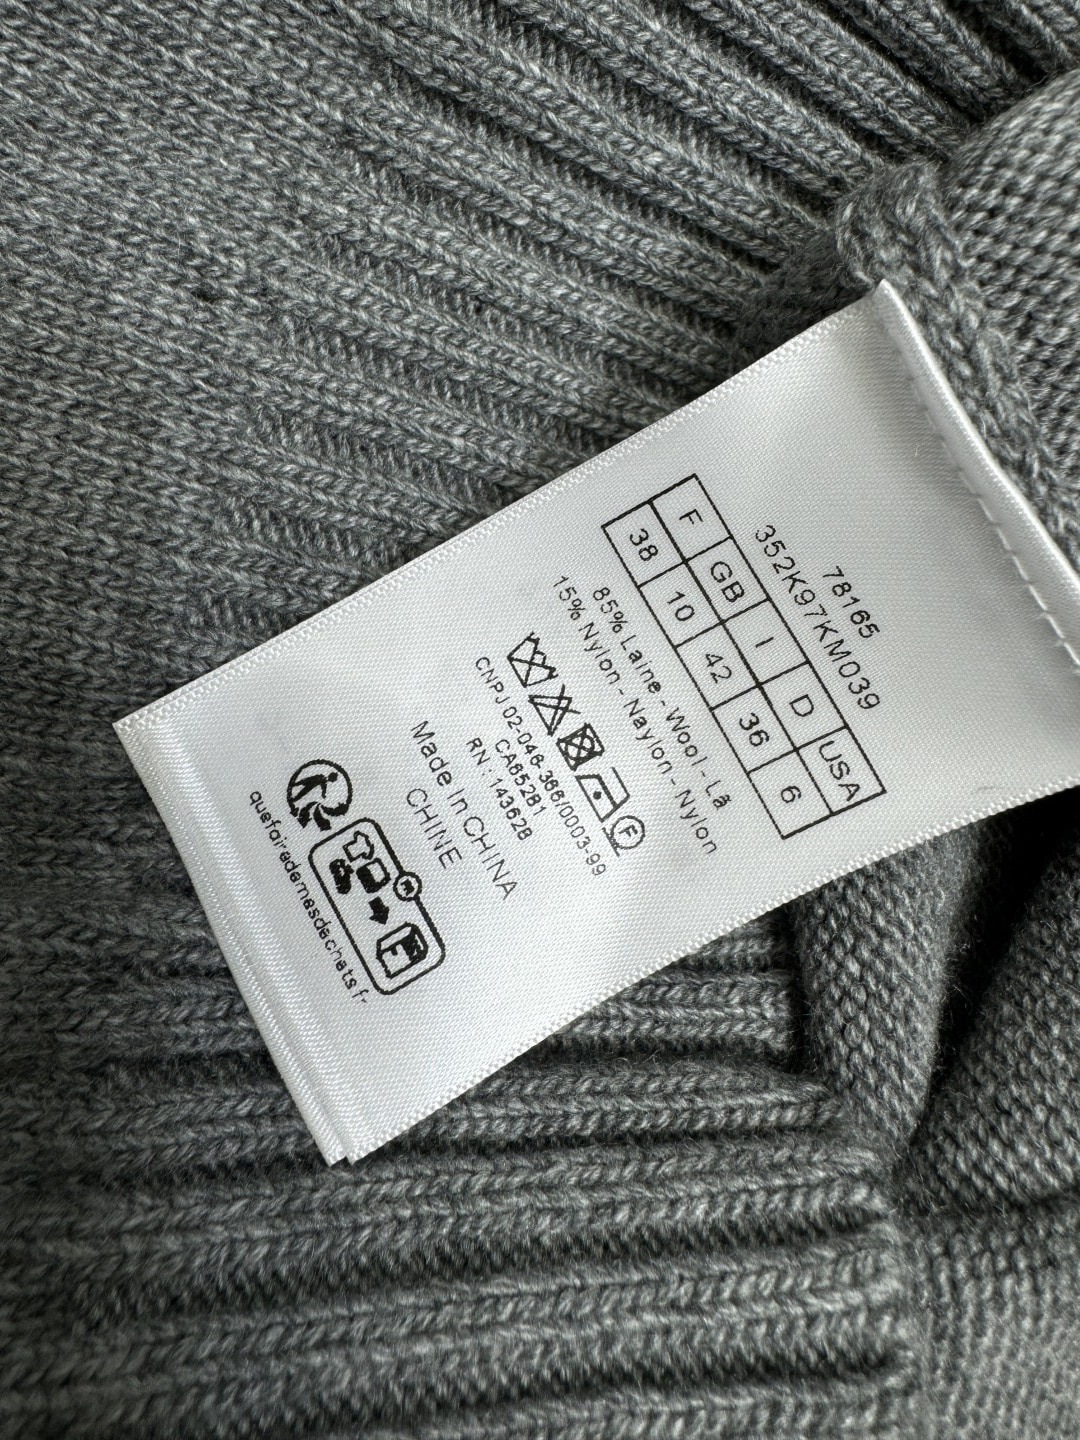 78165
352K97KM039
F GB I D USA
38 10 42 36 6
85% Laine - Wool - Lã
15% Nylon - Naylon - Nylon
F
CNPJ 02-046-366/0003-99
CA65281
RN : 143628
Made in CHINA
CHINE
quefairedemesdechets.fr